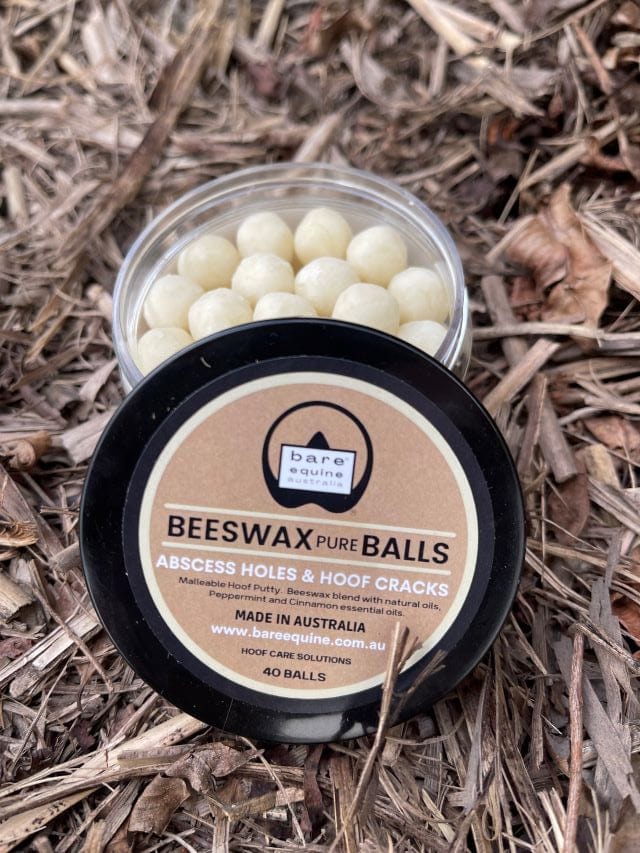 bare®
equine
australia
BEESWAX PURE BALLS
ABSCESS HOLES & HOOF CRACKS
Malleable Hoof Putty. Beeswax blend with natural oils,
Peppermint and Cinnamon essential oils.
MADE IN AUSTRALIA
www.bareequine.com.au
HOOF CARE SOLUTIONS
40 BALLS